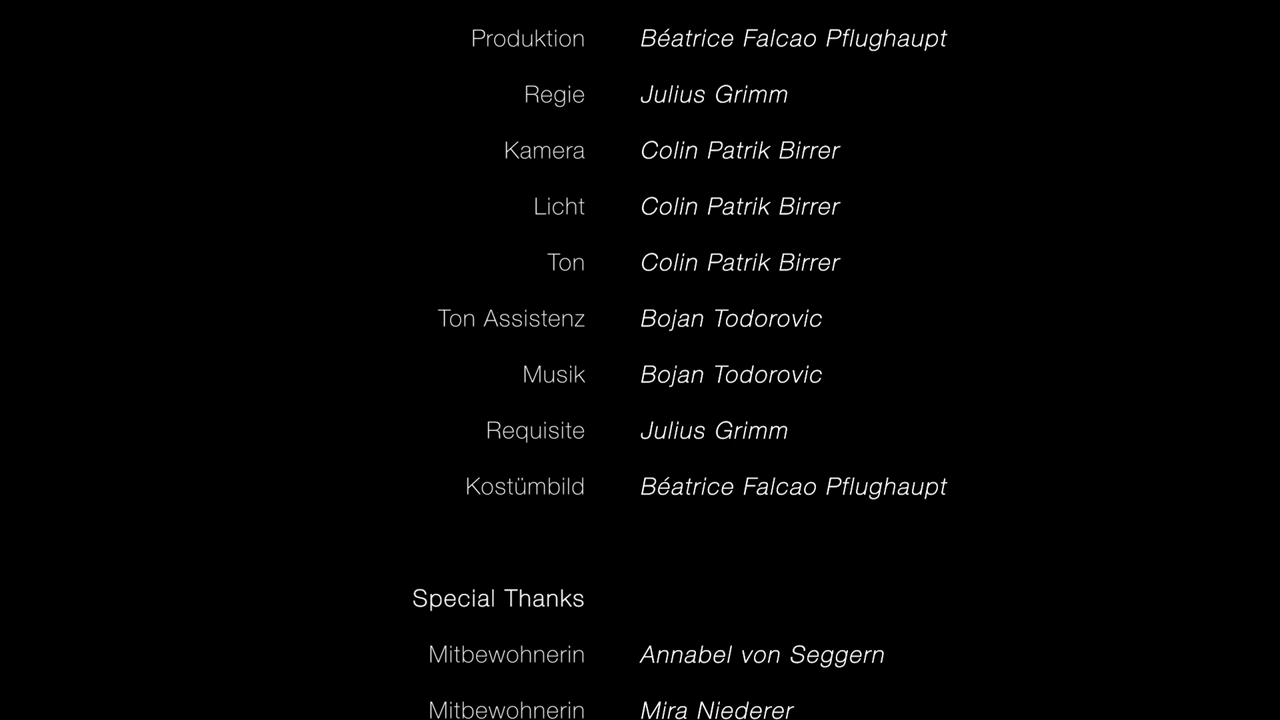 Produktion Béatrice Falcao Pflughaupt
Regie Julius Grimm
Kamera Colin Patrik Birrer
Licht Colin Patrik Birrer
Ton Colin Patrik Birrer
Ton Assistenz Bojan Todorovic
Musik Bojan Todorovic
Requisite Julius Grimm
Kostümbild Béatrice Falcao Pflughaupt
Special Thanks
Mitbewohnerin Annabel von Seggern
Mitbewohnerin Mira Niederer